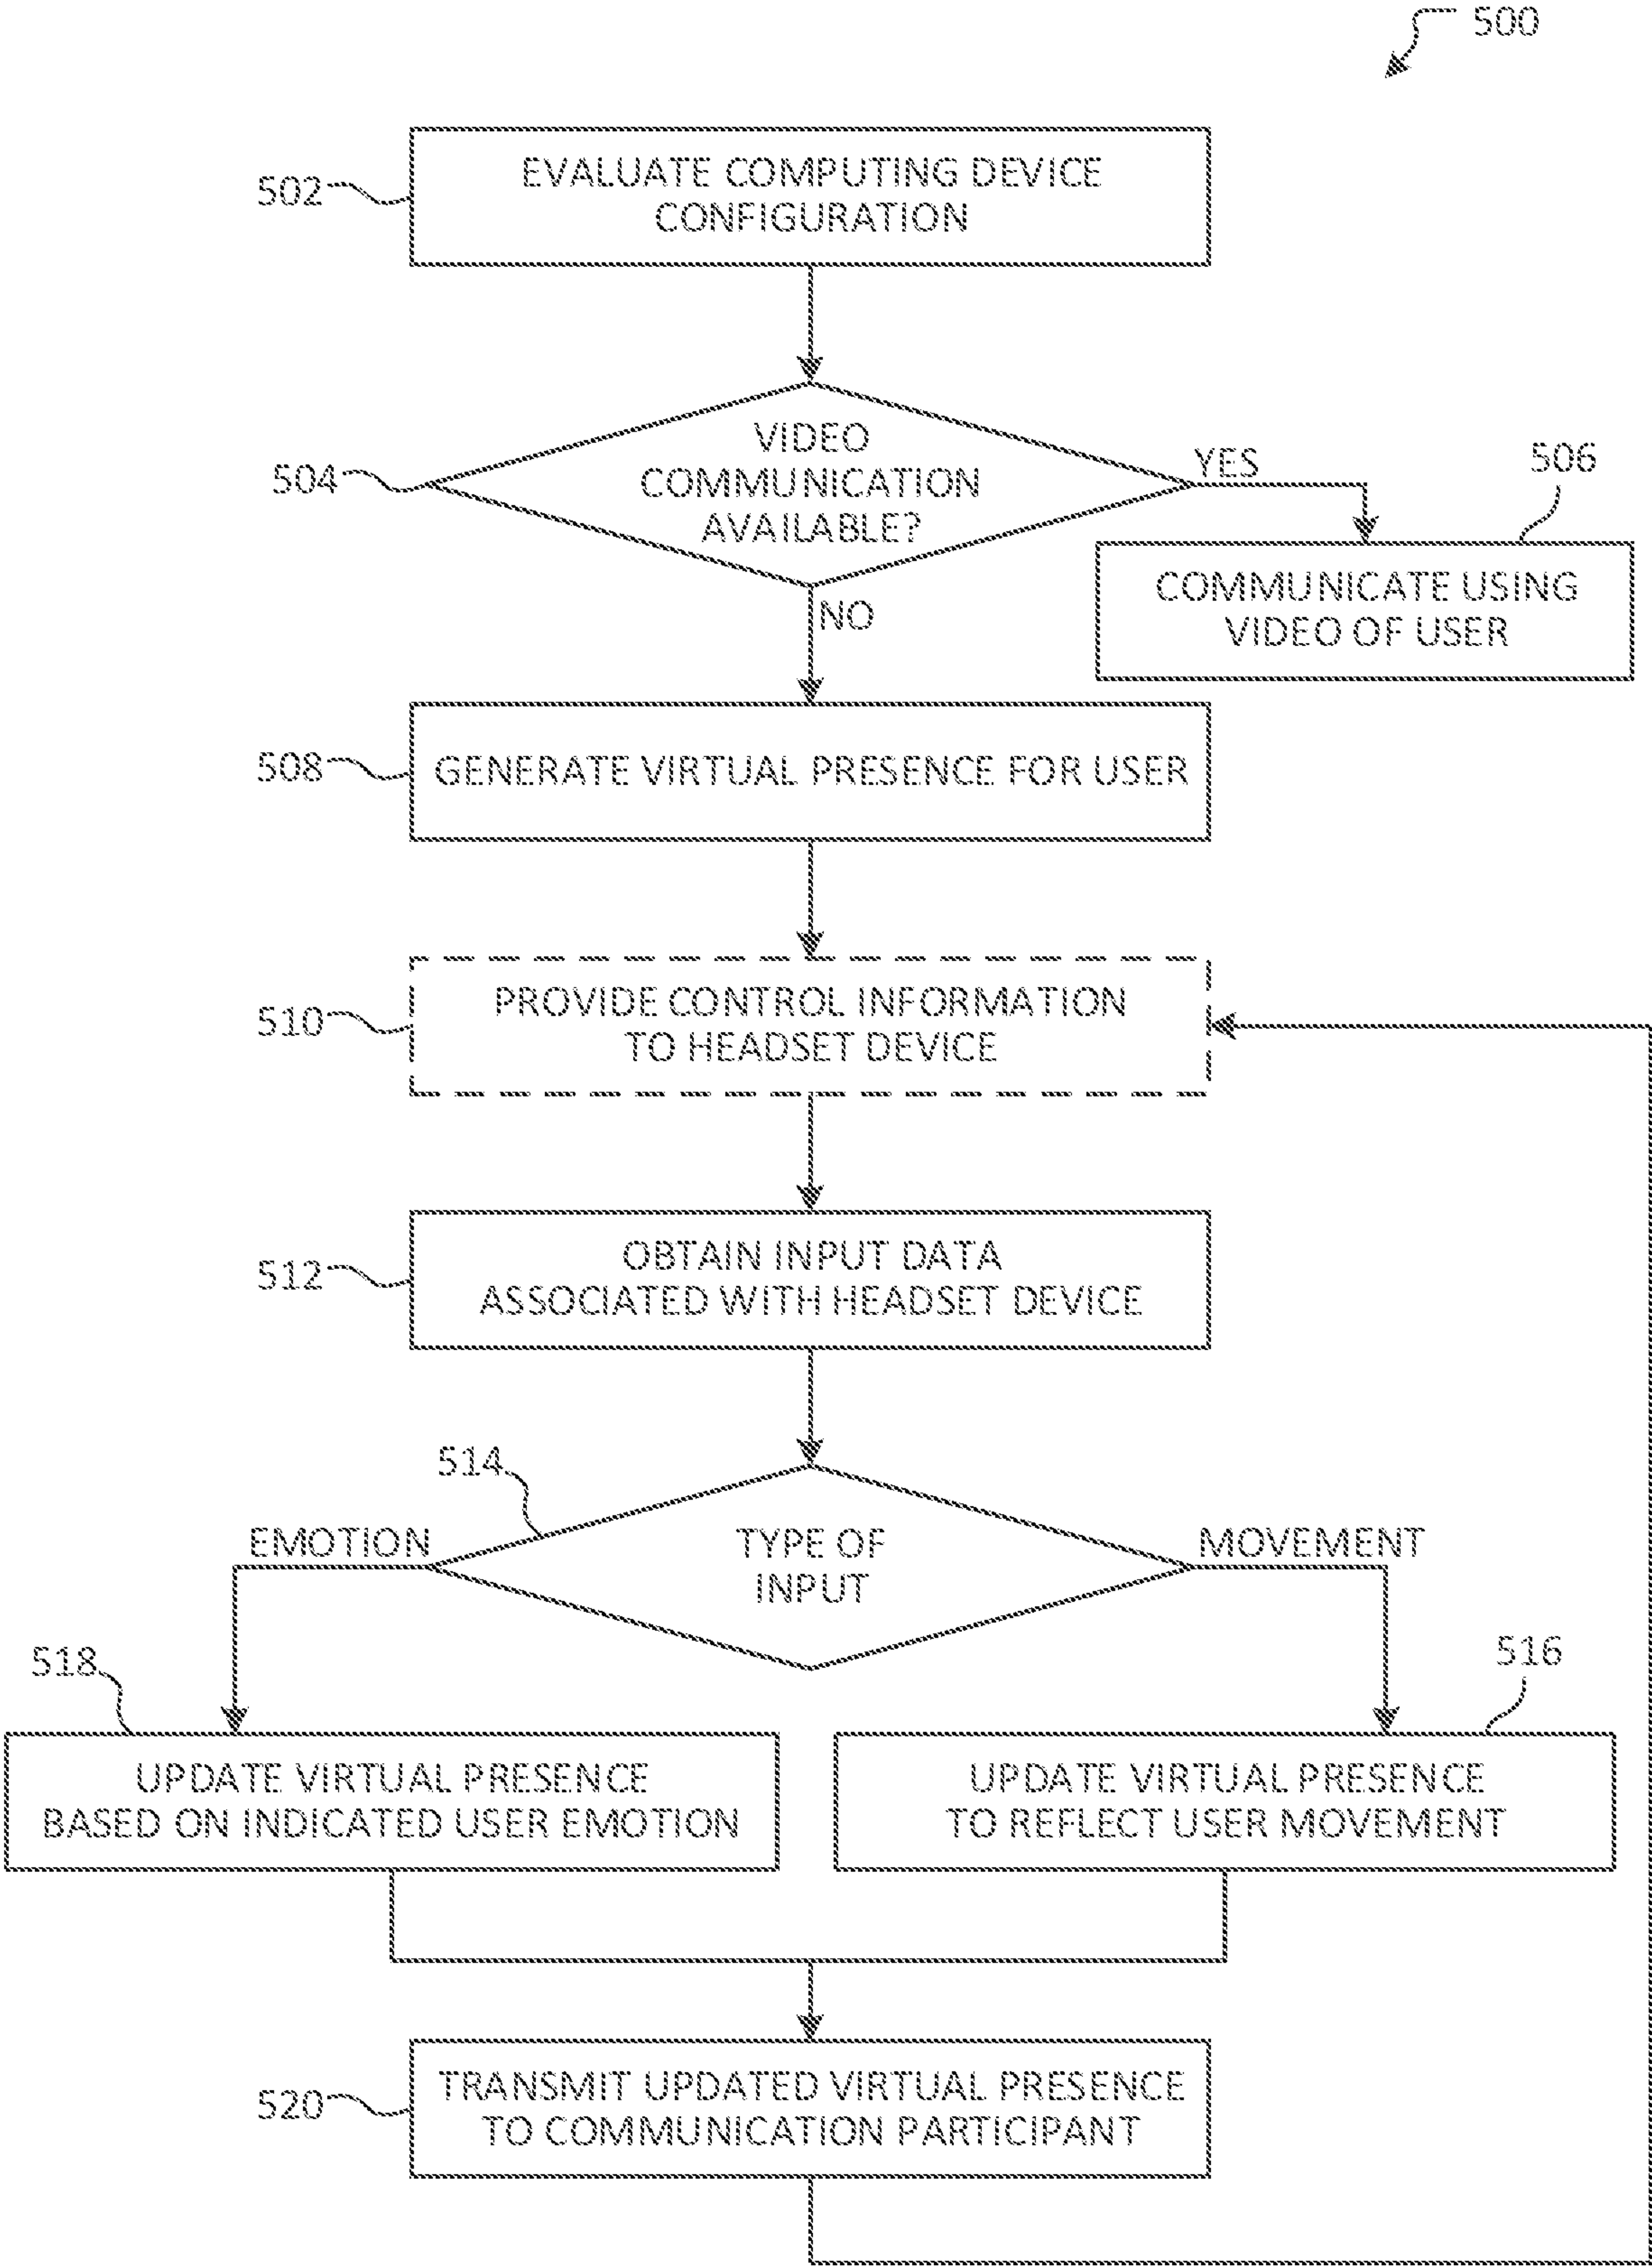 500
502
EVALUATE COMPUTING DEVICE
CONFIGURATION
504
VIDEO
COMMUNICATION
AVAILABLE?
YES
506
COMMUNICATE USING
VIDEO OF USER
NO
508
GENERATE VIRTUAL PRESENCE FOR USER
510
PROVIDE CONTROL INFORMATION
TO HEADSET DEVICE
512
OBTAIN INPUT DATA
ASSOCIATED WITH HEADSET DEVICE
514
EMOTION
TYPE OF
INPUT
MOVEMENT
518
UPDATE VIRTUAL PRESENCE
BASED ON INDICATED USER EMOTION
516
UPDATE VIRTUAL PRESENCE
TO REFLECT USER MOVEMENT
520
TRANSMIT UPDATED VIRTUAL PRESENCE
TO COMMUNICATION PARTICIPANT